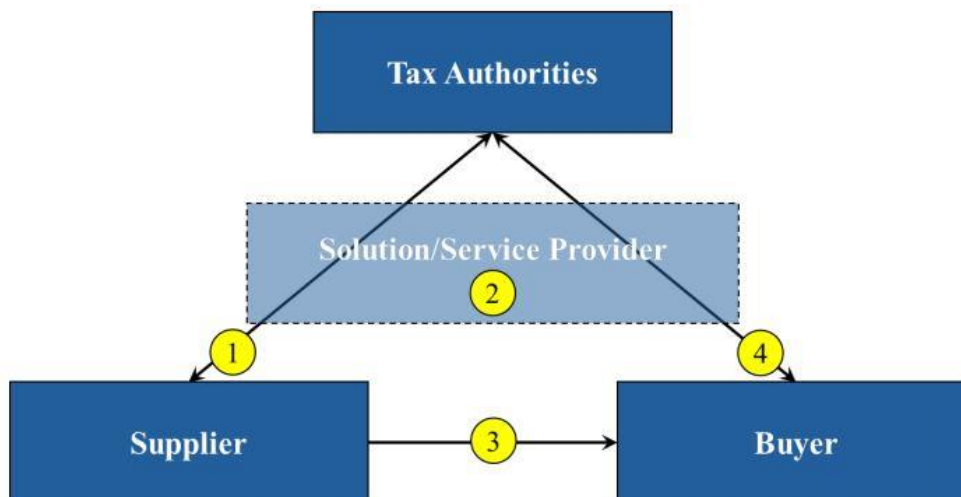 Tax Authorities
Solution/Service Provider
2
1
4
Supplier
3
Buyer